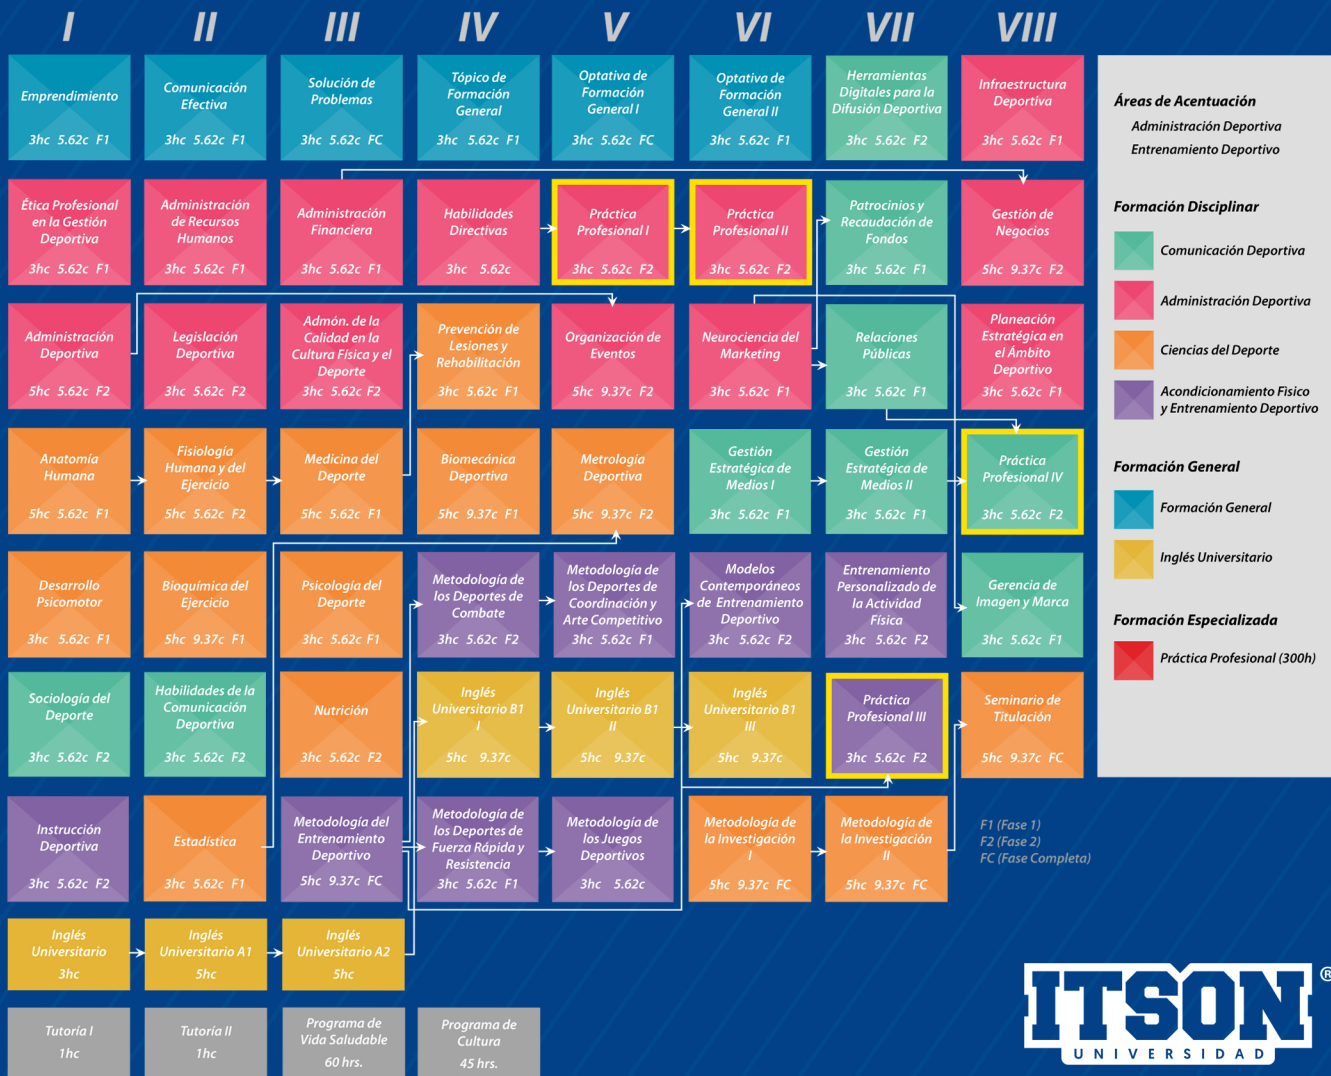 I II III IV V VI VII VIII
Emprendimiento
3hc 5.62c F1
Comunicación
Efectiva
3hc 5.62c F1
Solución de
Problemas
3hc 5.62c FC
Tópico de
Formación
General
3hc 5.62c F1
Optativa de
Formación
General I
3hc 5.62c FC
Optativa de
Formación
General II
3hc 5.62c F1
Herramientas
Digitales para la
Difusión Deportiva
3hc 5.62c F2
Infraestructura
Deportiva
3hc 5.62c F1
Ética Profesional
en la Gestión
Deportiva
3hc 5.62c F1
Administración
de Recursos
Humanos
3hc 5.62c F1
Administración
Financiera
3hc 5.62c F1
Habilidades
Directivas
3hc 5.62c
Práctica
Profesional I
3hc 5.62c F2
Práctica
Profesional II
3hc 5.62c F2
Patrocinios y
Recaudación de
Fondos
3hc 5.62c F1
Gestión de
Negocios
5hc 9.37c F2
Administración
Deportiva
5hc 5.62c F2
Legislación
Deportiva
3hc 5.62c F2
Admón. de la
Calidad en la
Cultura Física y el
Deporte
3hc 5.62c F2
Prevención de
Lesiones y
Rehabilitación
3hc 5.62c F1
Organización de
Eventos
5hc 9.37c F2
Neurociencia del
Marketing
3hc 5.62c F1
Relaciones
Públicas
3hc 5.62c F1
Planeación
Estratégica en
el Ámbito
Deportivo
3hc 5.62c F1
Anatomía
Humana
5hc 5.62c F1
Fisiología
Humana y del
Ejercicio
5hc 5.62c F2
Medicina del
Deporte
5hc 5.62c F1
Biomecánica
Deportiva
5hc 9.37c F1
Metrología
Deportiva
5hc 9.37c F2
Gestión
Estratégica de
Medios I
3hc 5.62c F1
Gestión
Estratégica de
Medios II
3hc 5.62c F1
Práctica
Profesional IV
3hc 5.62c F2
Desarrollo
Psicomotor
3hc 5.62c F1
Bioquímica del
Ejercicio
5hc 9.37c F1
Psicología del
Deporte
3hc 5.62c F1
Metodología de
los Deportes de
Combate
3hc 5.62c F2
Metodología de
los Deportes de
Coordinación y
Arte Competitivo
3hc 5.62c F1
Modelos
Contemporáneos
de Entrenamiento
Deportivo
3hc 5.62c F2
Entrenamiento
Personalizado de
la Actividad
Física
3hc 5.62c F2
Gerencia de
Imagen y Marca
3hc 5.62c F1
Sociología del
Deporte
3hc 5.62c F2
Habilidades de la
Comunicación
Deportiva
3hc 5.62c F2
Nutrición
3hc 5.62c F2
Inglés
Universitario B1
I
5hc 9.37c
Inglés
Universitario B1
II
5hc 9.37c
Inglés
Universitario B1
III
5hc 9.37c
Práctica
Profesional III
3hc 5.62c F2
Seminario de
Titulación
5hc 9.37c FC
Instrucción
Deportiva
3hc 5.62c F2
Estadística
3hc 5.62c F1
Metodología del
Entrenamiento
Deportivo
5hc 9.37c FC
Metodología de
los Deportes de
Fuerza Rápida y
Resistencia
3hc 5.62c F1
Metodología de
los Juegos
Deportivos
3hc 5.62c
Metodología de
la Investigación
I
5hc 9.37c FC
Metodología de
la Investigación
II
5hc 9.37c FC
F1 (Fase 1)
F2 (Fase 2)
FC (Fase Completa)
Inglés
Universitario
3hc
Inglés
Universitario A1
5hc
Inglés
Universitario A2
5hc
Tutoría I
1hc
Tutoría II
1hc
Programa de
Vida Saludable
60 hrs.
Programa de
Cultura
45 hrs.
Áreas de Acentuación
Administración Deportiva
Entrenamiento Deportivo
Formación Disciplinar
Comunicación Deportiva
Administración Deportiva
Ciencias del Deporte
Acondicionamiento Fìsico
y Entrenamiento Deportivo
Formación General
Formación General
Inglés Universitario
Formación Especializada
Práctica Profesional (300h)
ITSON ®
UNIVERSIDAD